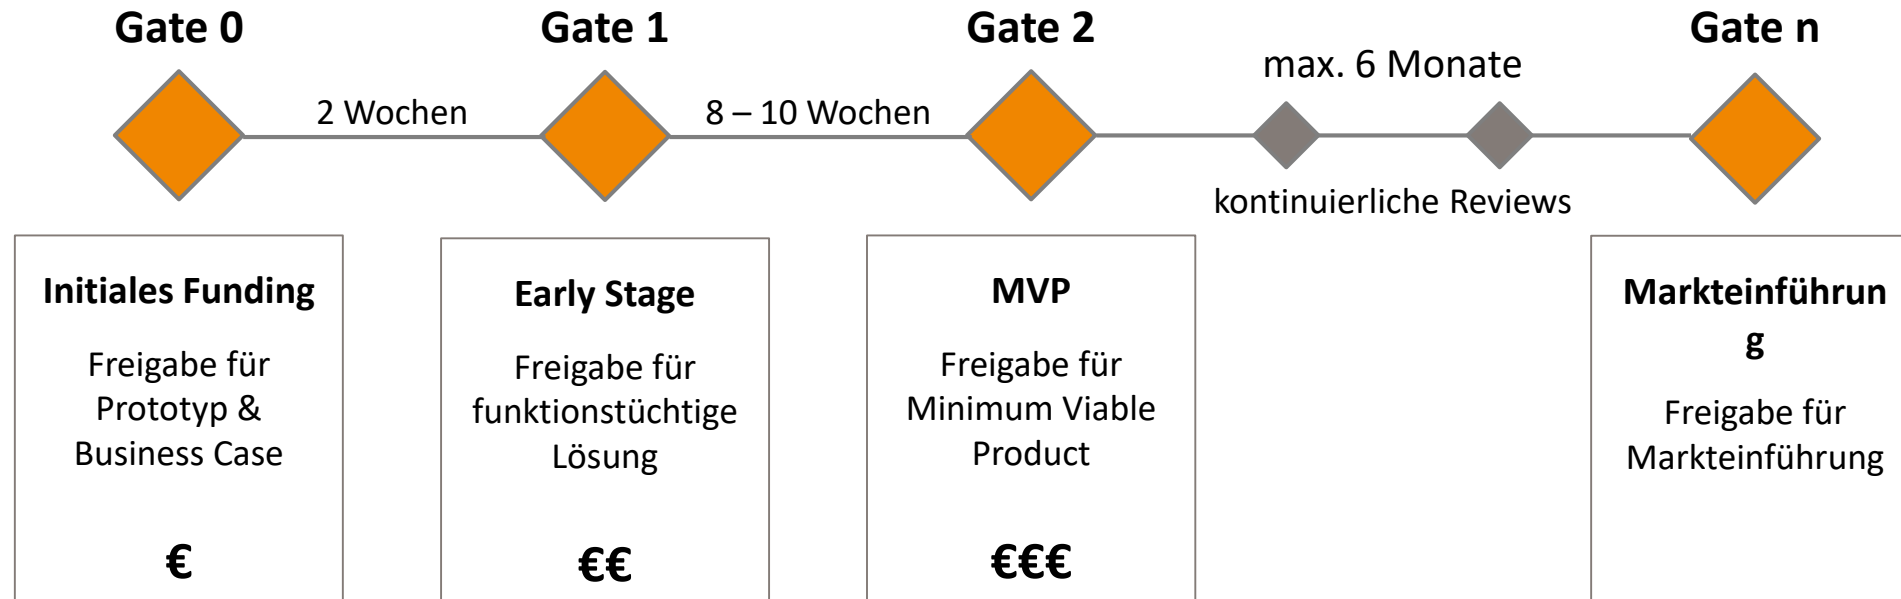 Gate 0
Gate 1
Gate 2
Gate n
2 Wochen
8 – 10 Wochen
max. 6 Monate
kontinuierliche Reviews
Initiales Funding
Freigabe für
Prototyp &
Business Case
€
Early Stage
Freigabe für
funktionstüchtige
Lösung
€€
MVP
Freigabe für
Minimum Viable
Product
€€€
Markteinführun
g
Freigabe für
Markteinführung